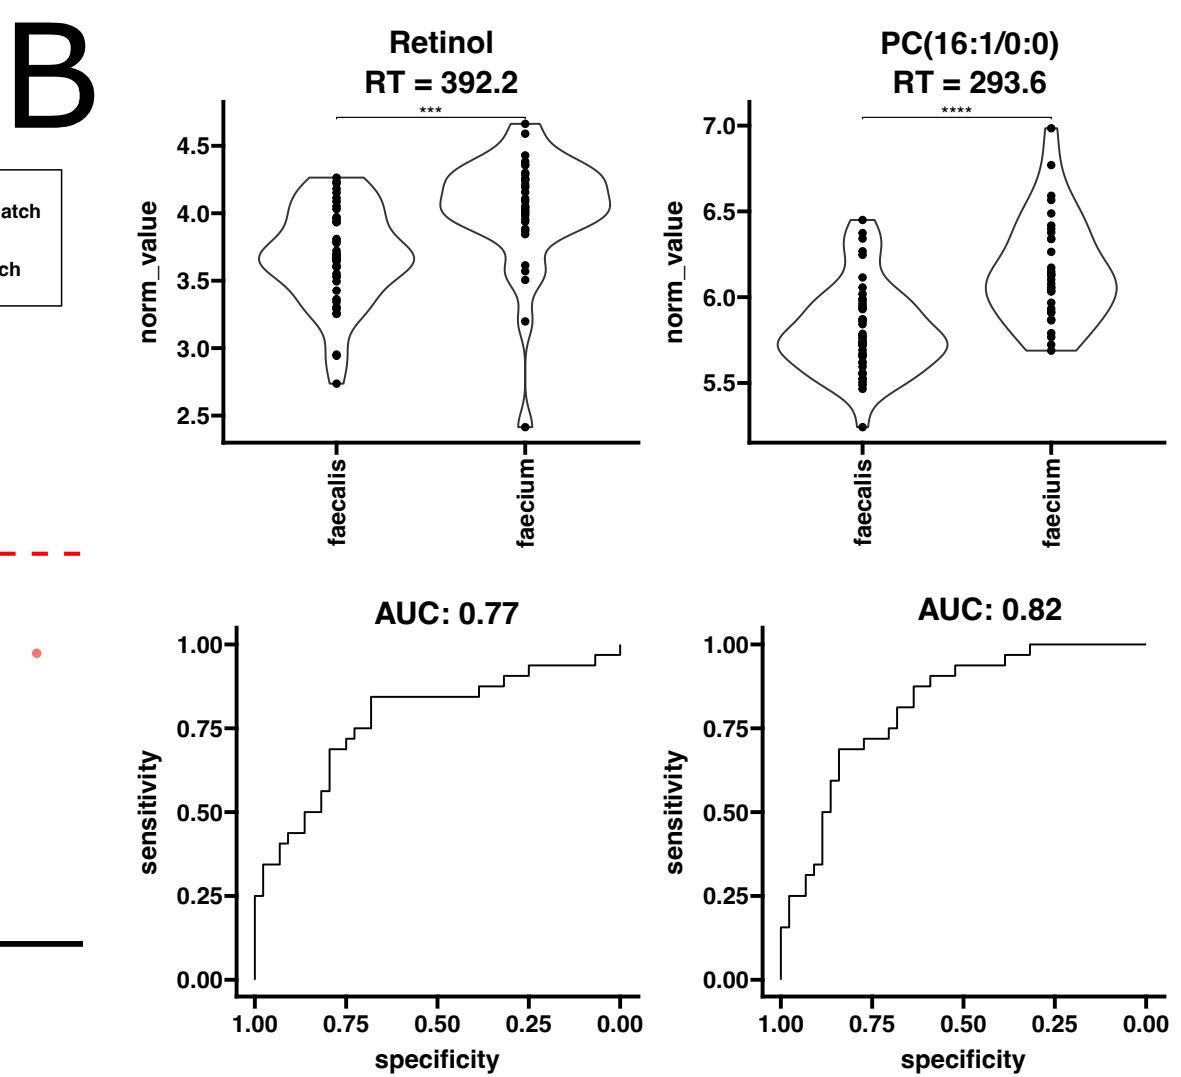 B
atch
ch
Retinol
RT = 392.2
***
norm_value
4.5
4.0
3.5
3.0
2.5
faecalis
faecium
PC(16:1/0:0)
RT = 293.6
****
norm_value
7.0
6.5
6.0
5.5
faecalis
faecium
AUC: 0.77
sensitivity
1.00
0.75
0.50
0.25
0.00
1.00 0.75 0.50 0.25 0.00
specificity
AUC: 0.82
sensitivity
1.00
0.75
0.50
0.25
0.00
1.00 0.75 0.50 0.25 0.00
specificity